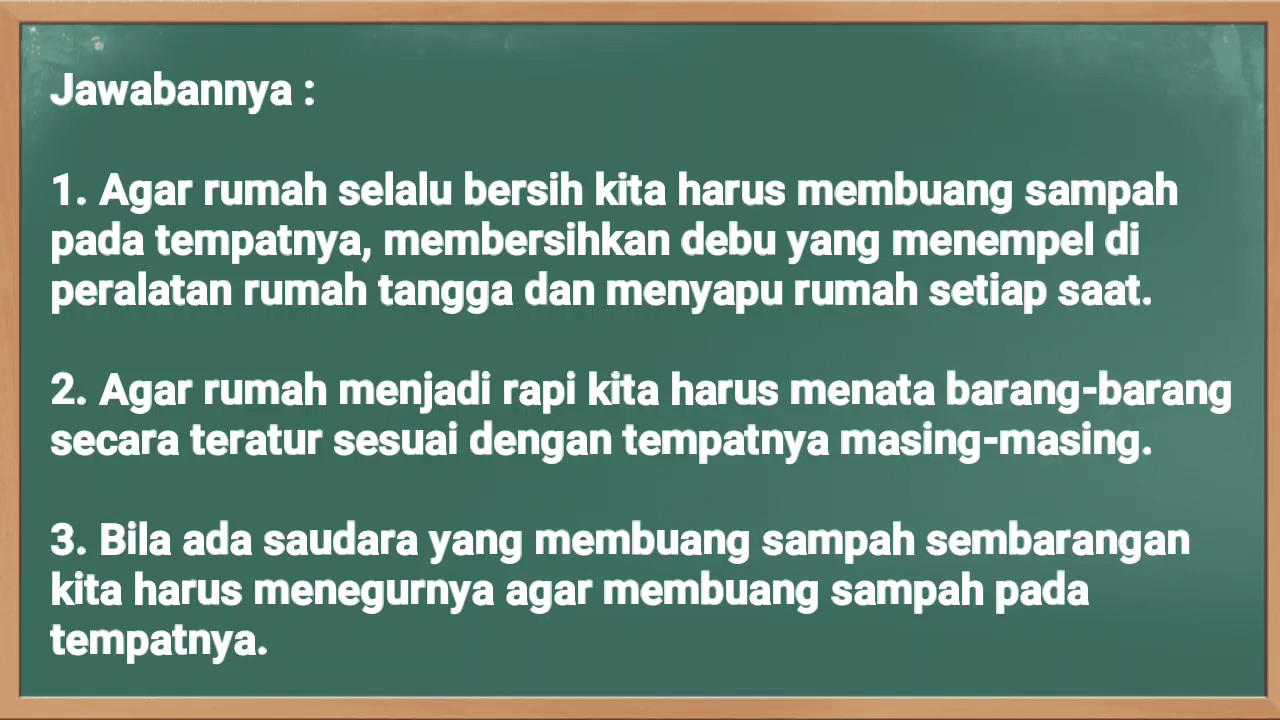 Jawabannya :
1. Agar rumah selalu bersih kita harus membuang sampah
pada tempatnya, membersihkan debu yang menempel di
peralatan rumah tangga dan menyapu rumah setiap saat.
2. Agar rumah menjadi rapi kita harus menata barang-barang
secara teratur sesuai dengan tempatnya masing-masing.
3. Bila ada saudara yang membuang sampah sembarangan
kita harus menegurnya agar membuang sampah pada
tempatnya.